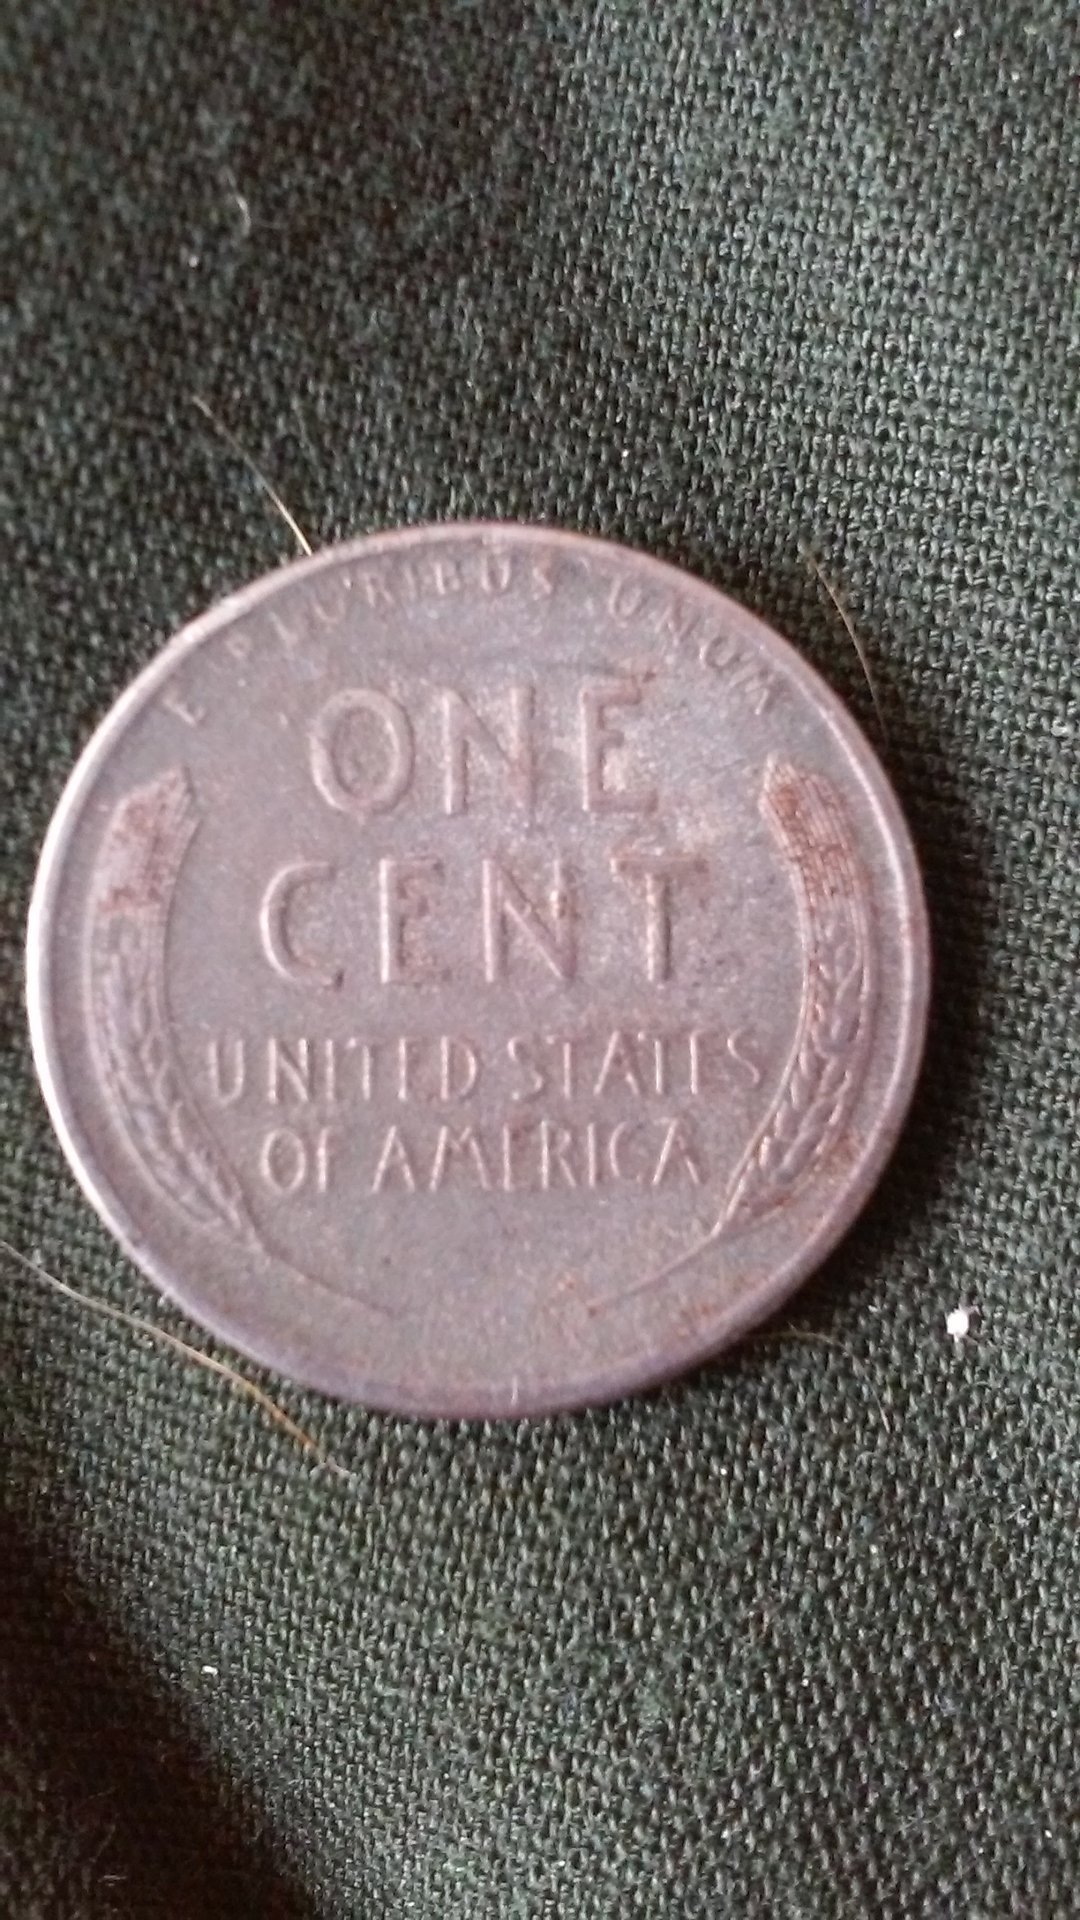 E PLURIBUS UNUM
ONE
CENT
UNITED STATES
OF AMERICA